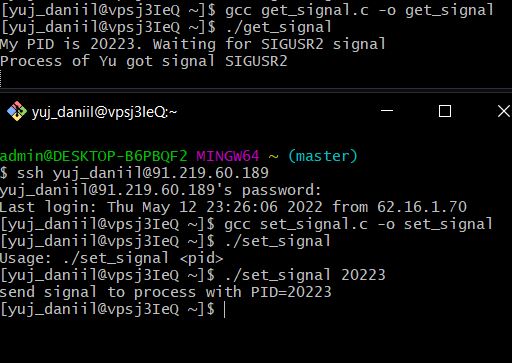 [yuj_daniil@vpsj3IeQ ~]$ gcc get_signal.c -o get_signal
[yuj_daniil@vpsj3IeQ ~]$ ./get_signal
My PID is 20223. Waiting for SIGUSR2 signal
Process of Yu got signal SIGUSR2
yuj_daniil@vpsj3IeQ:~
admin@DESKTOP-B6PBQF2 MINGW64 ~ (master)
$ ssh yuj_daniil@91.219.60.189
yuj_daniil@91.219.60.189's password:
Last login: Thu May 12 23:26:06 2022 from 62.16.1.70
[yuj_daniil@vpsj3IeQ ~]$ gcc set_signal.c -o set_signal
[yuj_daniil@vpsj3IeQ ~]$ ./set_signal
Usage: ./set_signal <pid>
[yuj_daniil@vpsj3IeQ ~]$ ./set_signal 20223
send signal to process with PID=20223
[yuj_daniil@vpsj3IeQ ~]$